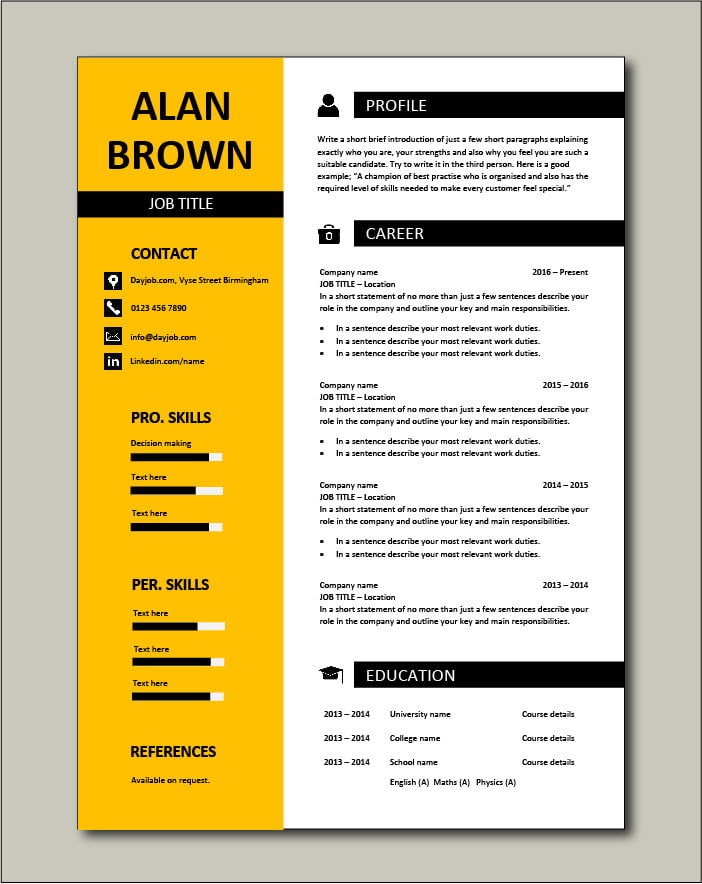 ALAN
BROWN
JOB TITLE
CONTACT
Dayjob.com, Vyse Street Birmingham
0123 456 7890
info@dayjob.com
Linkedin.com/name
PRO. SKILLS
Decision making
Text here
Text here
PER. SKILLS
Text here
Text here
Text here
REFERENCES
Available on request.
PROFILE
Write a short brief introduction of just a few short paragraphs explaining
exactly who you are, your strengths and also why you feel you are such a
suitable candidate. Try to write it in the third person. Here is a good
example; “A champion of best practise who is organised and also has the
required level of skills needed to make every customer feel special.”
CAREER
Company name 2016 – Present
JOB TITLE – Location
In a short statement of no more than just a few sentences describe your
role in the company and outline your key and main responsibilities.
▪ In a sentence describe your most relevant work duties.
▪ In a sentence describe your most relevant work duties.
▪ In a sentence describe your most relevant work duties.
Company name 2015 – 2016
JOB TITLE – Location
In a short statement of no more than just a few sentences describe your
role in the company and outline your key and main responsibilities.
▪ In a sentence describe your most relevant work duties.
▪ In a sentence describe your most relevant work duties.
Company name 2014 – 2015
JOB TITLE – Location
In a short statement of no more than just a few sentences describe your
role in the company and outline your key and main responsibilities.
▪ In a sentence describe your most relevant work duties.
▪ In a sentence describe your most relevant work duties.
Company name 2013 – 2014
JOB TITLE – Location
In a short statement of no more than just a few sentences describe your
role in the company and outline your key and main responsibilities.
EDUCATION
2013 – 2014 University name Course details
2013 – 2014 College name Course details
2013 – 2014 School name Course details
English (A) Maths (A) Physics (A)